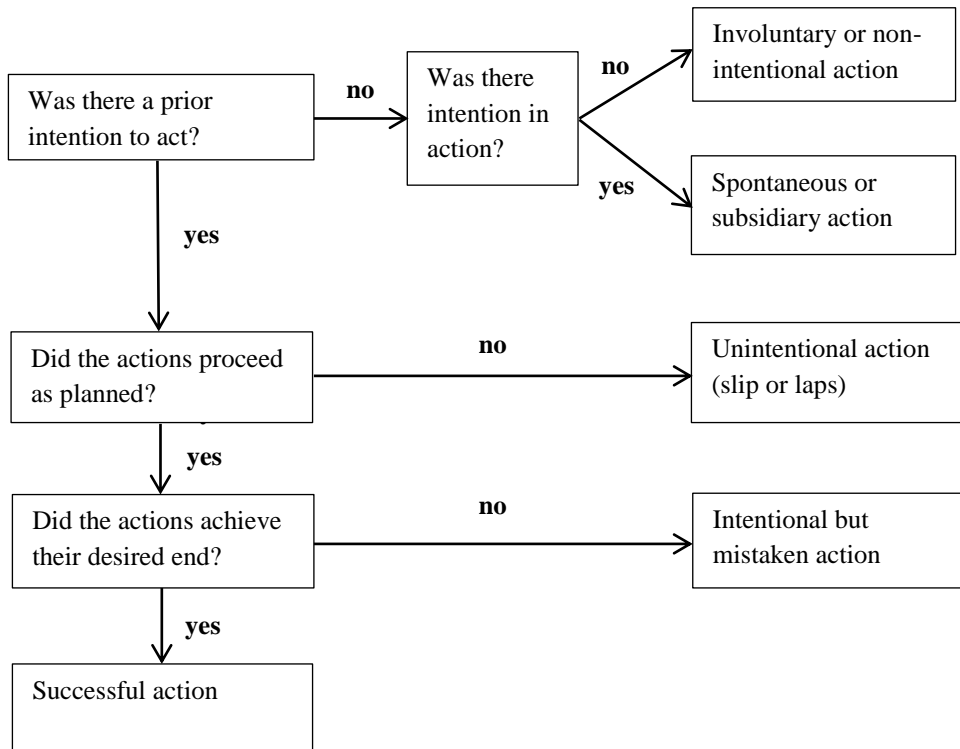 Was there a prior
intention to act?
no
Was there
intention in
action?
no
Involuntary or non-
intentional action
yes
Spontaneous or
subsidiary action
yes
Did the actions proceed
as planned?
no
Unintentional action
(slip or laps)
yes
Did the actions achieve
their desired end?
no
Intentional but
mistaken action
yes
Successful action